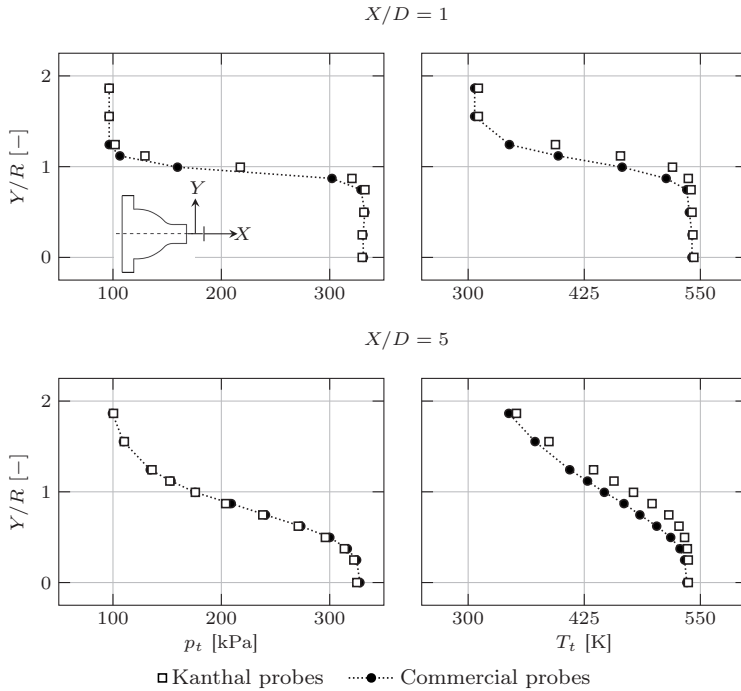 X/D = 1
Y/R [−]
2
1
0
Y
X
100
200
300
300
425
550
X/D = 5
Y/R [−]
2
1
0
100
200
300
300
425
550
p_t [kPa]
T_t [K]
Kanthal probes
Commercial probes